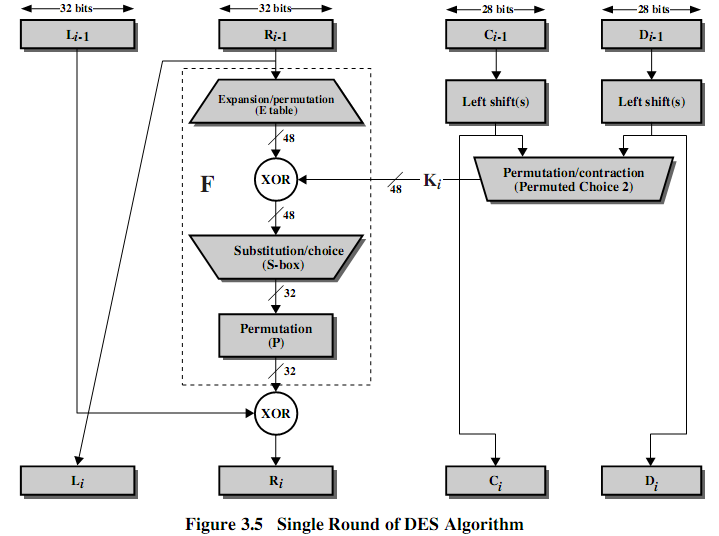 32 bits
32 bits
28 bits
28 bits
Li-1
Ri-1
Ci-1
Di-1
Expansion/permutation
(E table)
Left shift(s)
Left shift(s)
48
F
XOR
48
Ki
Permutation/contraction
(Permuted Choice 2)
48
Substitution/choice
(S-box)
32
Permutation
(P)
32
XOR
Li
Ri
Ci
Di
Figure 3.5 Single Round of DES Algorithm